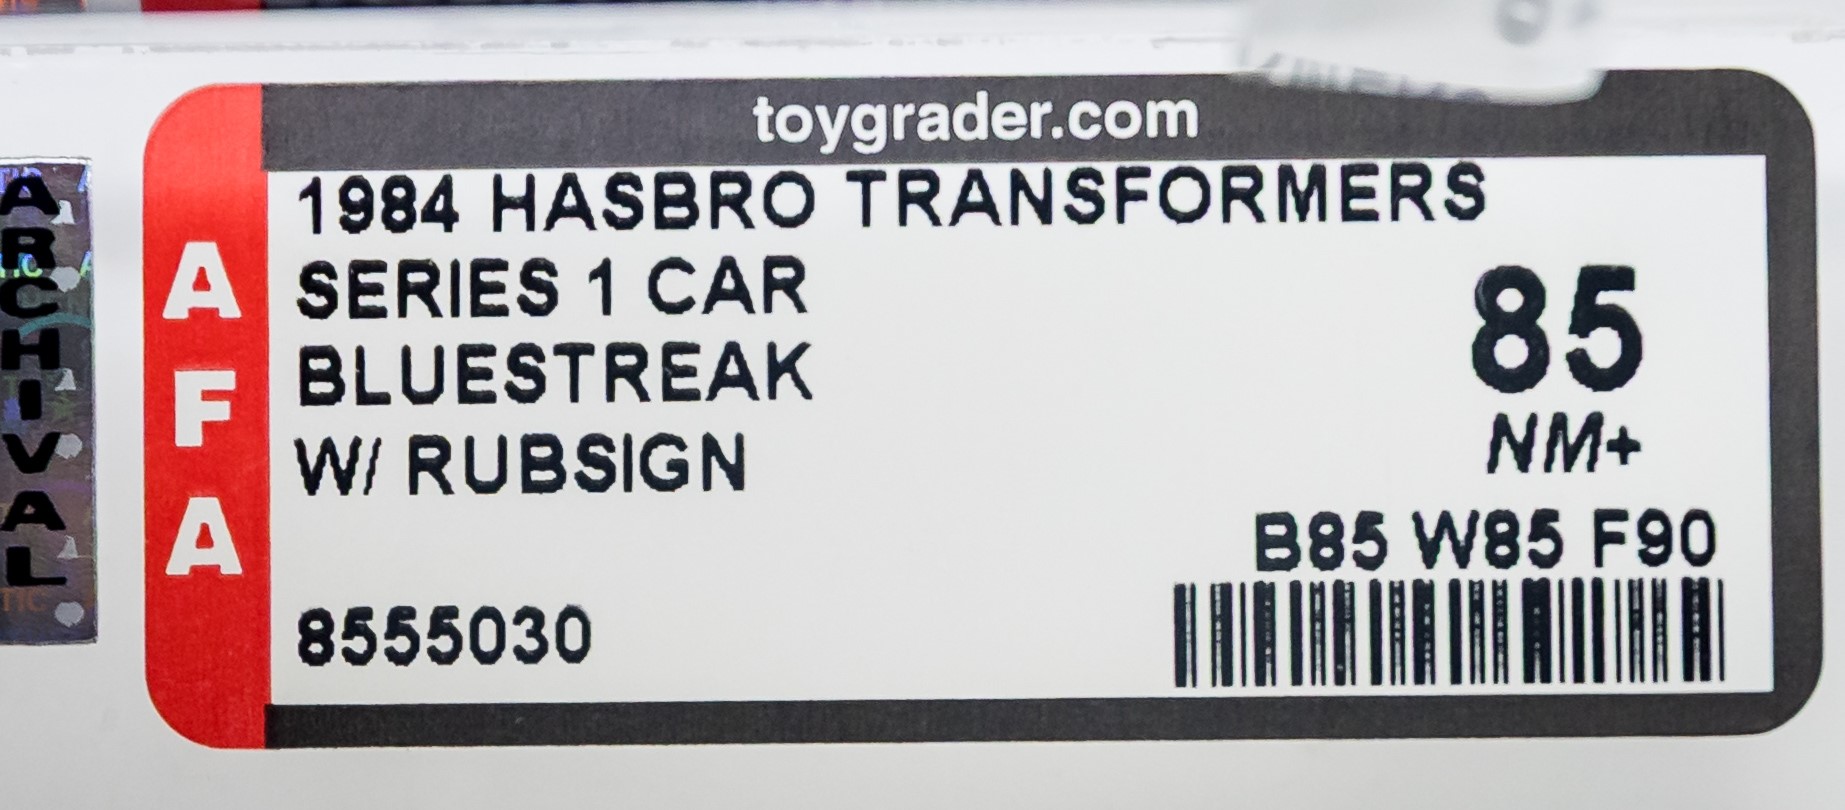 toygrader.com
ARCHIVAL
AFA
1984 HASBRO TRANSFORMERS
SERIES 1 CAR
BLUESTREAK
W/ RUBSIGN
85
NM+
B85 W85 F90
8555030